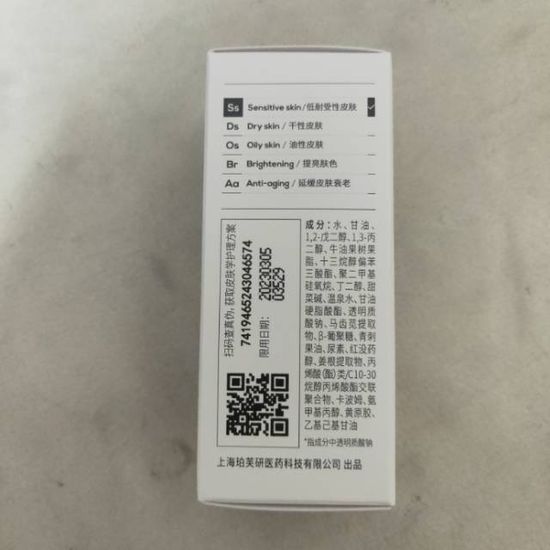 Ss Sensitive skin/低耐受性皮肤
Ds Dry skin / 干性皮肤
Os Oily skin / 油性皮肤
Br Brightening / 提亮肤色
Aa Anti-aging / 延缓皮肤衰老
扫码查真伪, 获取皮肤学护理方案
7419465243046574
限用日期:
20230305
03529
成分:水、甘油、
1,2-戊二醇、1,3-丙
二醇、牛油果树果
脂、十三烷醇偏苯
三酸酯、聚二甲基
硅氧烷、丁二醇、甜
菜碱、温泉水、甘油
硬脂酸酯、透明质
酸钠、马齿苋提取
物、β-葡聚糖、青刺
果油、尿素、红没药
醇、姜根提取物、丙
烯酸(酯)类/C10-30
烷醇丙烯酸酯交联
聚合物、卡波姆、氨
甲基丙醇、黄原胶、
乙基己基甘油
*指成分中透明质酸钠
上海珀芙研医药科技有限公司 出品